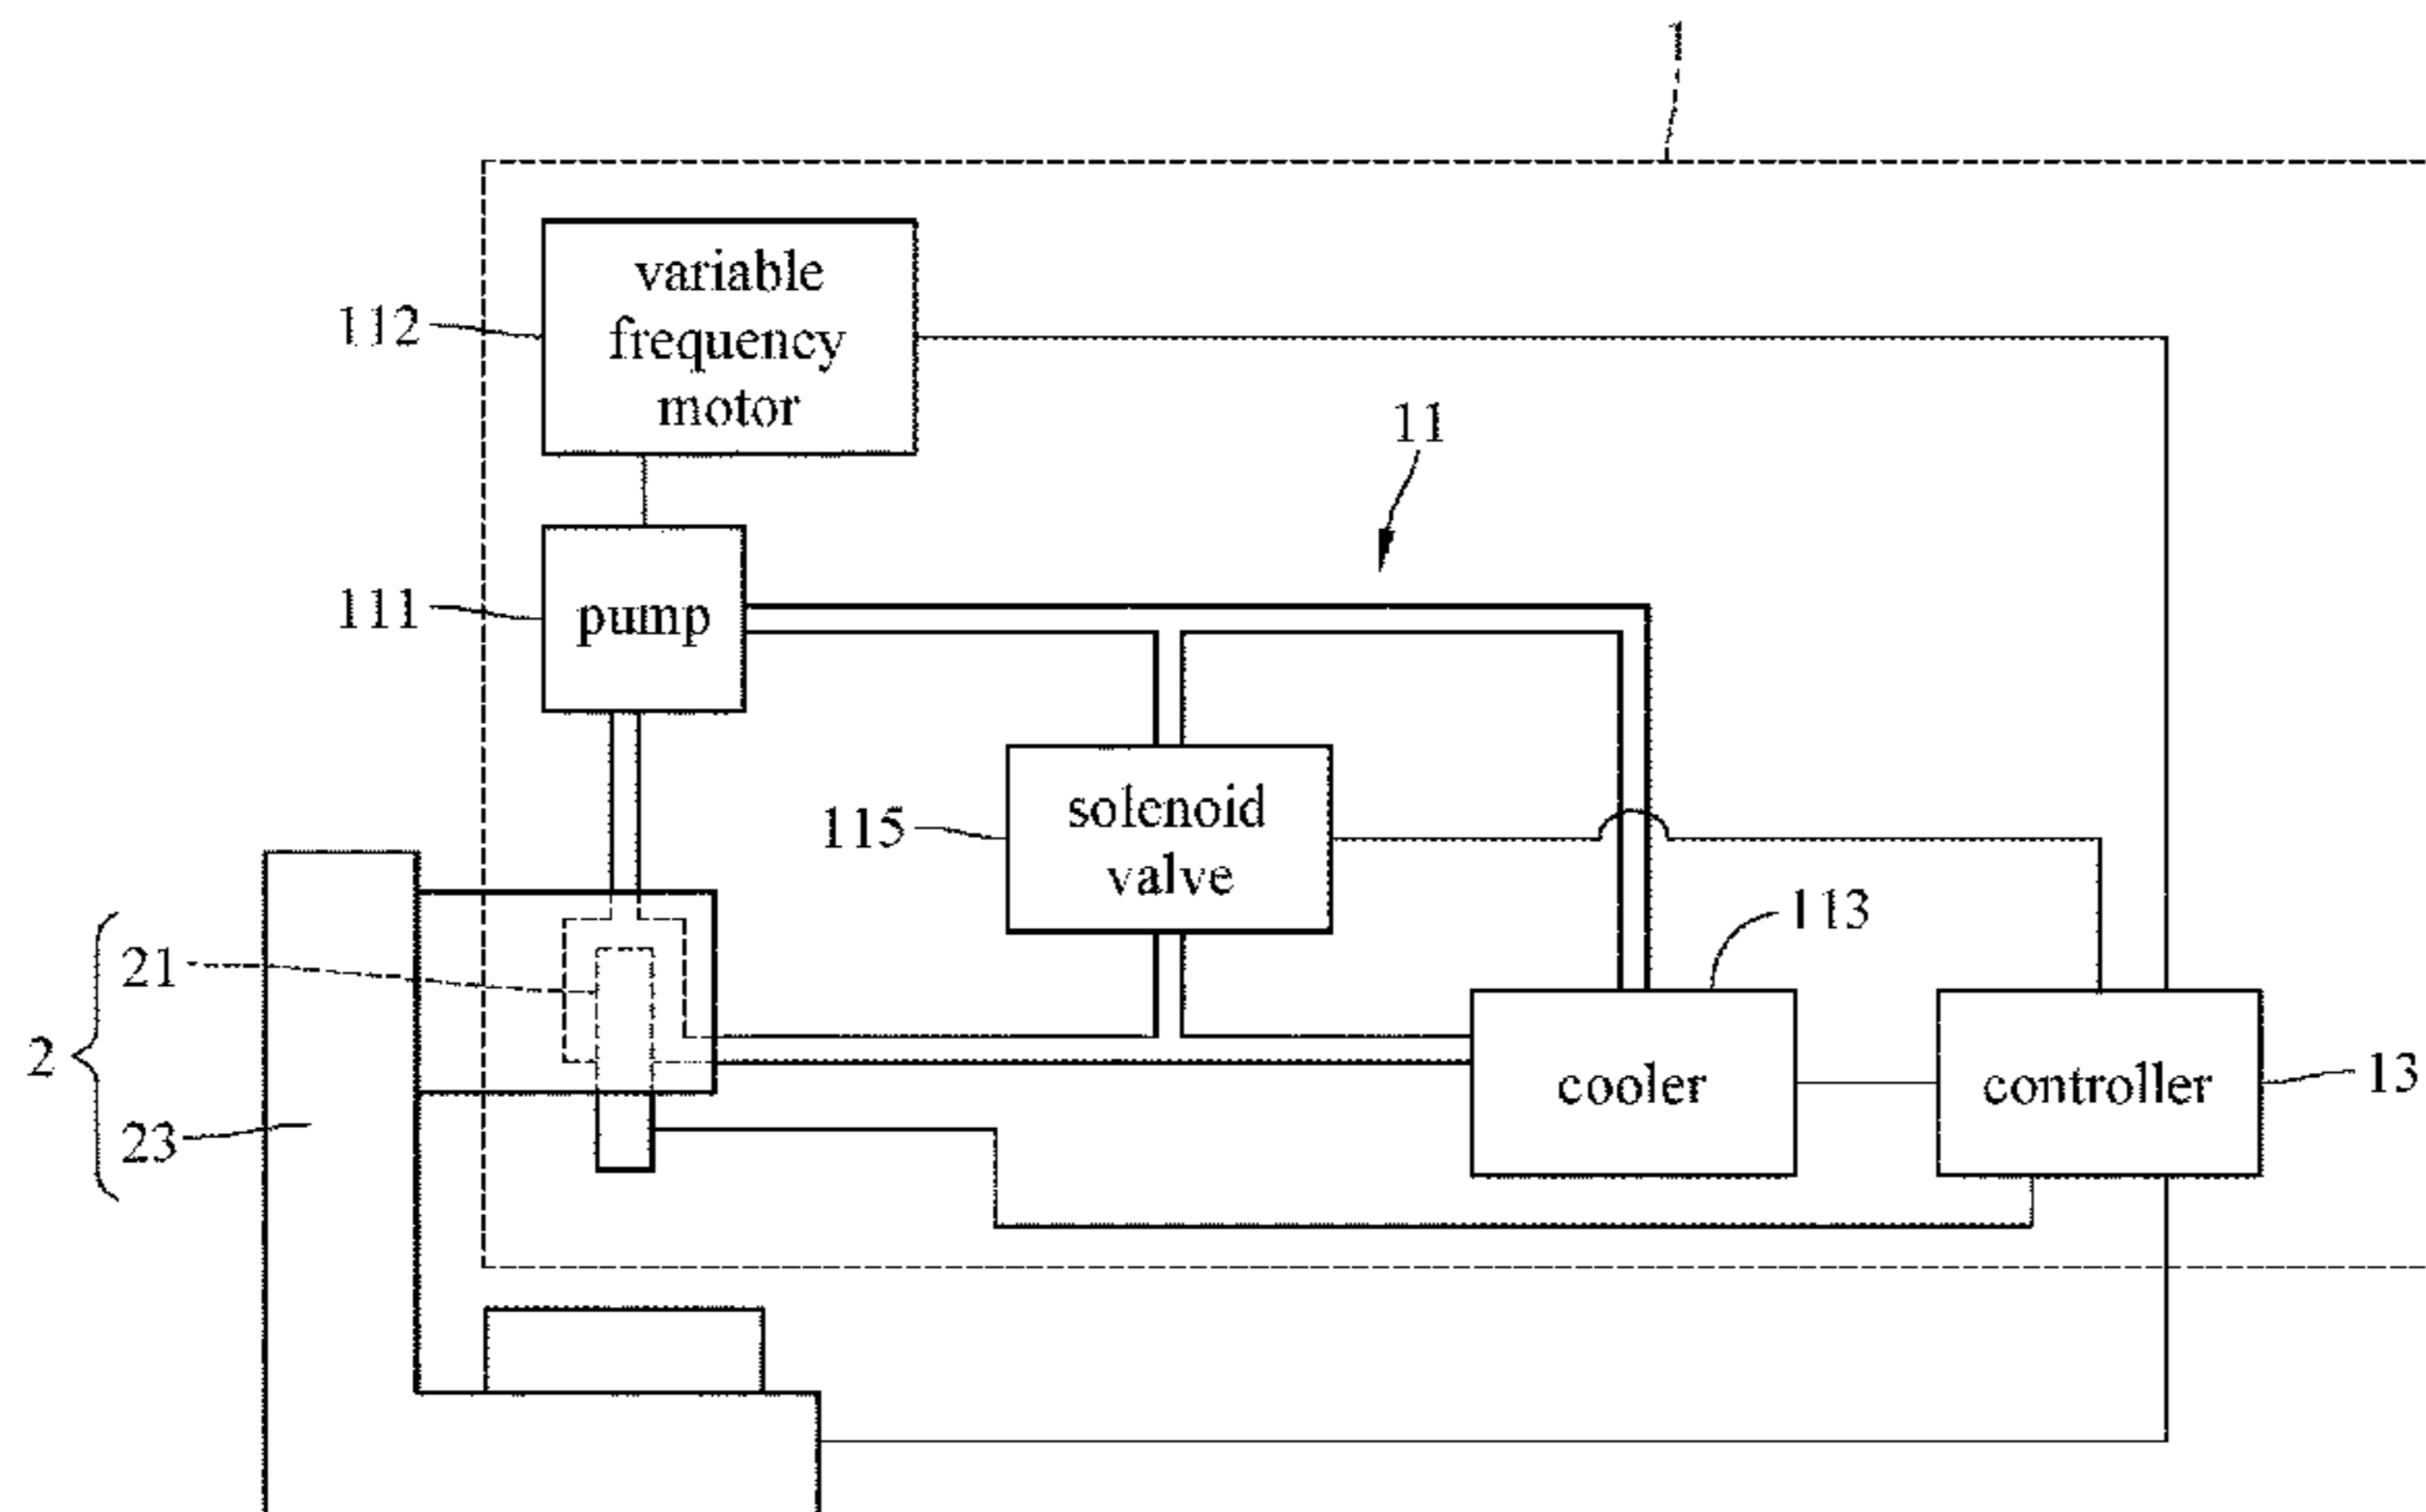 1
variable
frequency
motor
112
11
111
pump
solenoid
valve
115
113
21
2
23
cooler
controller
13